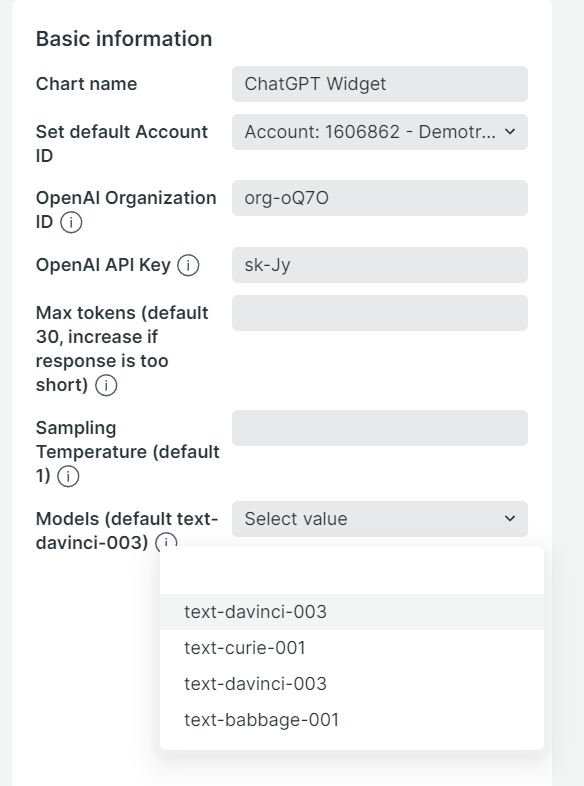 Basic information
Chart name
ChatGPT Widget
Set default Account
ID
Account: 1606862 - Demotr...
OpenAI Organization
ID i
org-oQ7O
OpenAI API Key i
sk-Jy
Max tokens (default
30, increase if
response is too
short) i
Sampling
Temperature (default
1) i
Models (default text-
davinci-003) i
Select value
text-davinci-003
text-curie-001
text-davinci-003
text-babbage-001